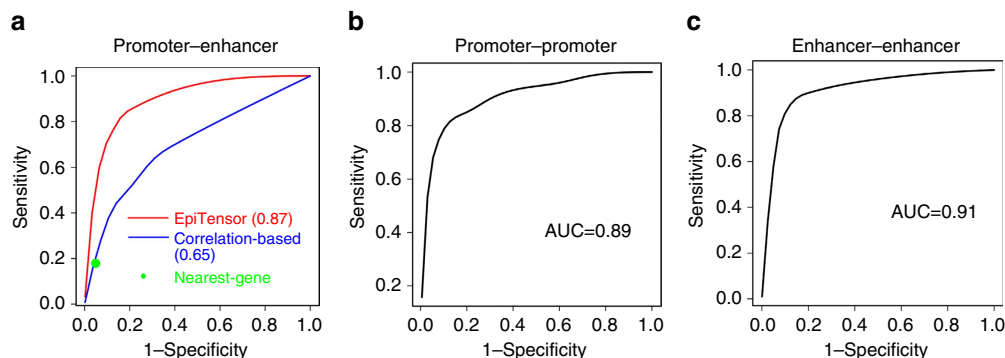 a
Promoter–enhancer
1.0
0.8
0.6
0.4
0.2
0.0
Sensitivity
EpiTensor (0.87)
Correlation-based
(0.65)
Nearest-gene
0.0 0.2 0.4 0.6 0.8 1.0
1–Specificity
b
Promoter–promoter
1.0
0.8
0.6
0.4
0.2
Sensitivity
AUC=0.89
0.0 0.2 0.4 0.6 0.8 1.0
1–Specificity
c
Enhancer–enhancer
1.0
0.8
0.6
0.4
0.2
0.0
Sensitivity
AUC=0.91
0.0 0.2 0.4 0.6 0.8 1.0
1–Specificity